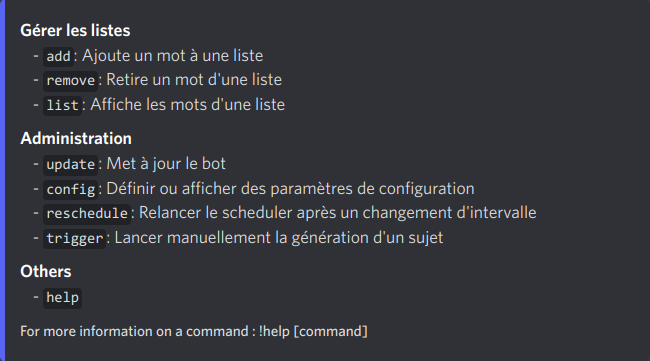 Gérer les listes
- add: Ajoute un mot à une liste
- remove: Retire un mot d'une liste
- list: Affiche les mots d'une liste
Administration
- update: Met à jour le bot
- config: Définir ou afficher des paramètres de configuration
- reschedule: Relancer le scheduler après un changement d'intervalle
- trigger: Lancer manuellement la génération d'un sujet
Others
- help
For more information on a command : !help [command]